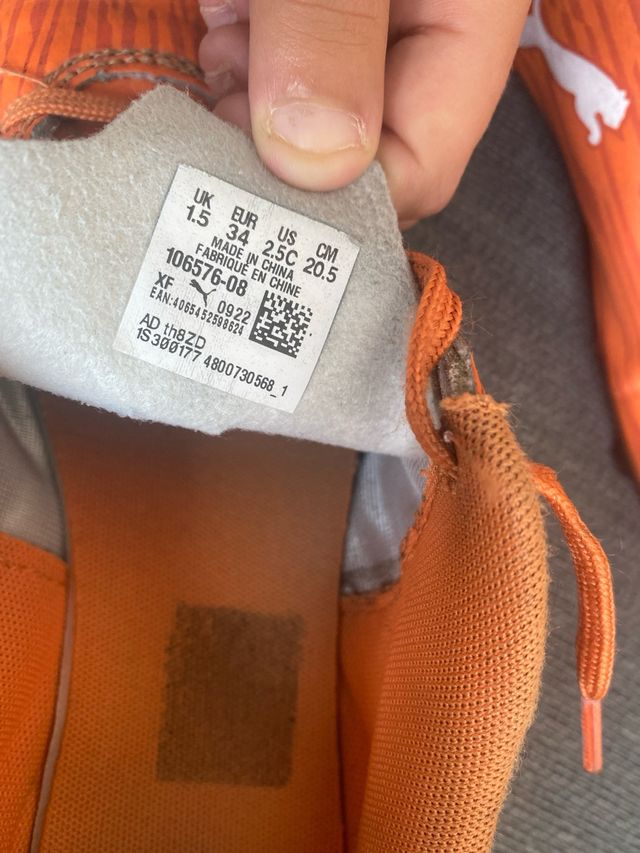 UK EUR US CM
1.5 34 2.5C 20.5
MADE IN CHINA
FABRIQUÉ EN CHINE
106576-08
XF 0922
EAN:4065452598624
AD th8ZD
1S300177 4800730568_1